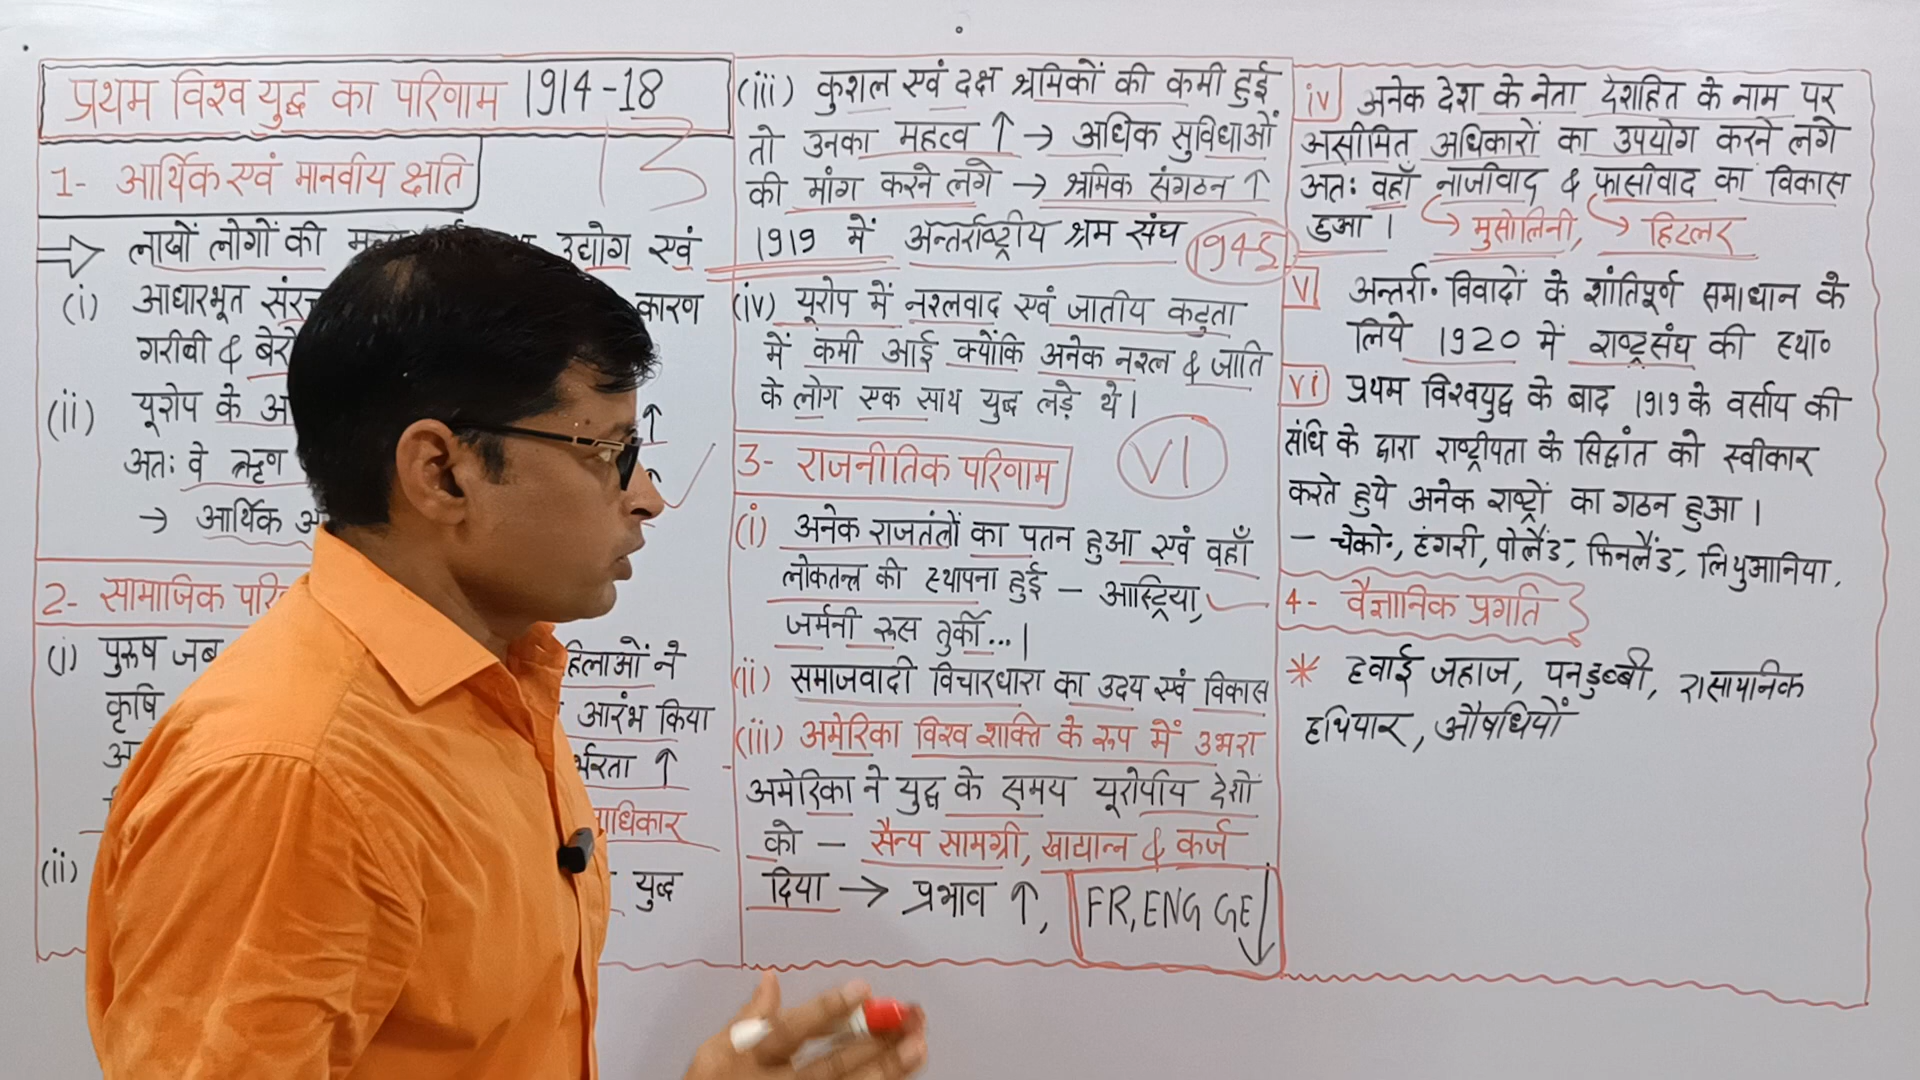 प्रथम विश्व युद्ध का परिणाम 1914-18
13
1- आर्थिक एवं मानवीय क्षति
लाखों लोगों की उद्योग एवं
(i) आधारभूत कारण
गरीबी &
(ii) यूरोप के ↑
अतः वे ऋण
→ आर्थिक
2- सामाजिक
(i) पुरुष जब ने
कृषि आरंभ किया
↑
(ii) युद्ध
(iii) कुशल एवं दक्ष श्रमिकों की कमी हुई
तो उनका महत्व ↑ → अधिक सुविधाओं
की मांग करने लगे → श्रमिक संगठन ↑
1919 में अन्तर्राष्ट्रीय श्रम संघ 1945
(iv) यूरोप में नश्लवाद एवं जातीय कटुता
में कमी आई क्योंकि अनेक नश्ल & जाति
के लोग एक साथ युद्ध लड़े थे।
3- राजनीतिक परिणाम VI
(i) अनेक राजतंत्रों का पतन हुआ एवं वहाँ
लोकतन्त्र की स्थापना हुई – आस्ट्रिया,
जर्मनी रूस तुर्की...।
(ii) समाजवादी विचारधारा का उदय एवं विकास
(iii) अमेरिका विश्व शक्ति के रूप में उभरा
अमेरिका ने युद्ध के समय यूरोपीय देशों
को – सैन्य सामग्री, खाद्यान्न & कर्ज
दिया → प्रभाव ↑, FR, ENG GE ↓
iv अनेक देश के नेता देशहित के नाम पर
असीमित अधिकारों का उपयोग करने लगे
अतः वहाँ नाजीवाद & फासीवाद का विकास
हुआ। → मुसोलिनी, → हिटलर
V अन्तर्रा॰ विवादों के शांतिपूर्ण समाधान के
लिये 1920 में राष्ट्रसंघ की स्था॰
vi प्रथम विश्वयुद्ध के बाद 1919 के वर्साय की
संधि के द्वारा राष्ट्रीयता के सिद्वांत को स्वीकार
करते हुये अनेक राष्ट्रों का गठन हुआ।
– चेको॰, हंगरी, पोलैंड, फिनलैंड, लियुआनिया,
4- वैज्ञानिक प्रगति
* हवाई जहाज, पनडुब्बी, रासायनिक
हथियार, औषधियों